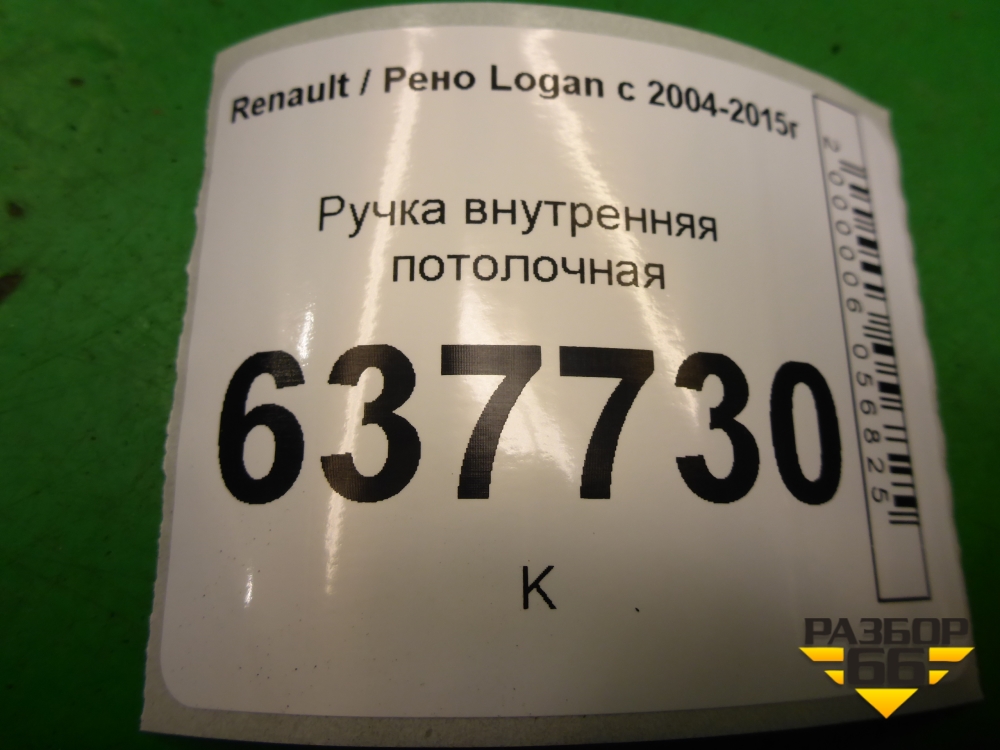 Renault / Рено Logan с 2004-2015г
Ручка внутренняя
потолочная
637730
К
2000006056825
РАЗБОР
66